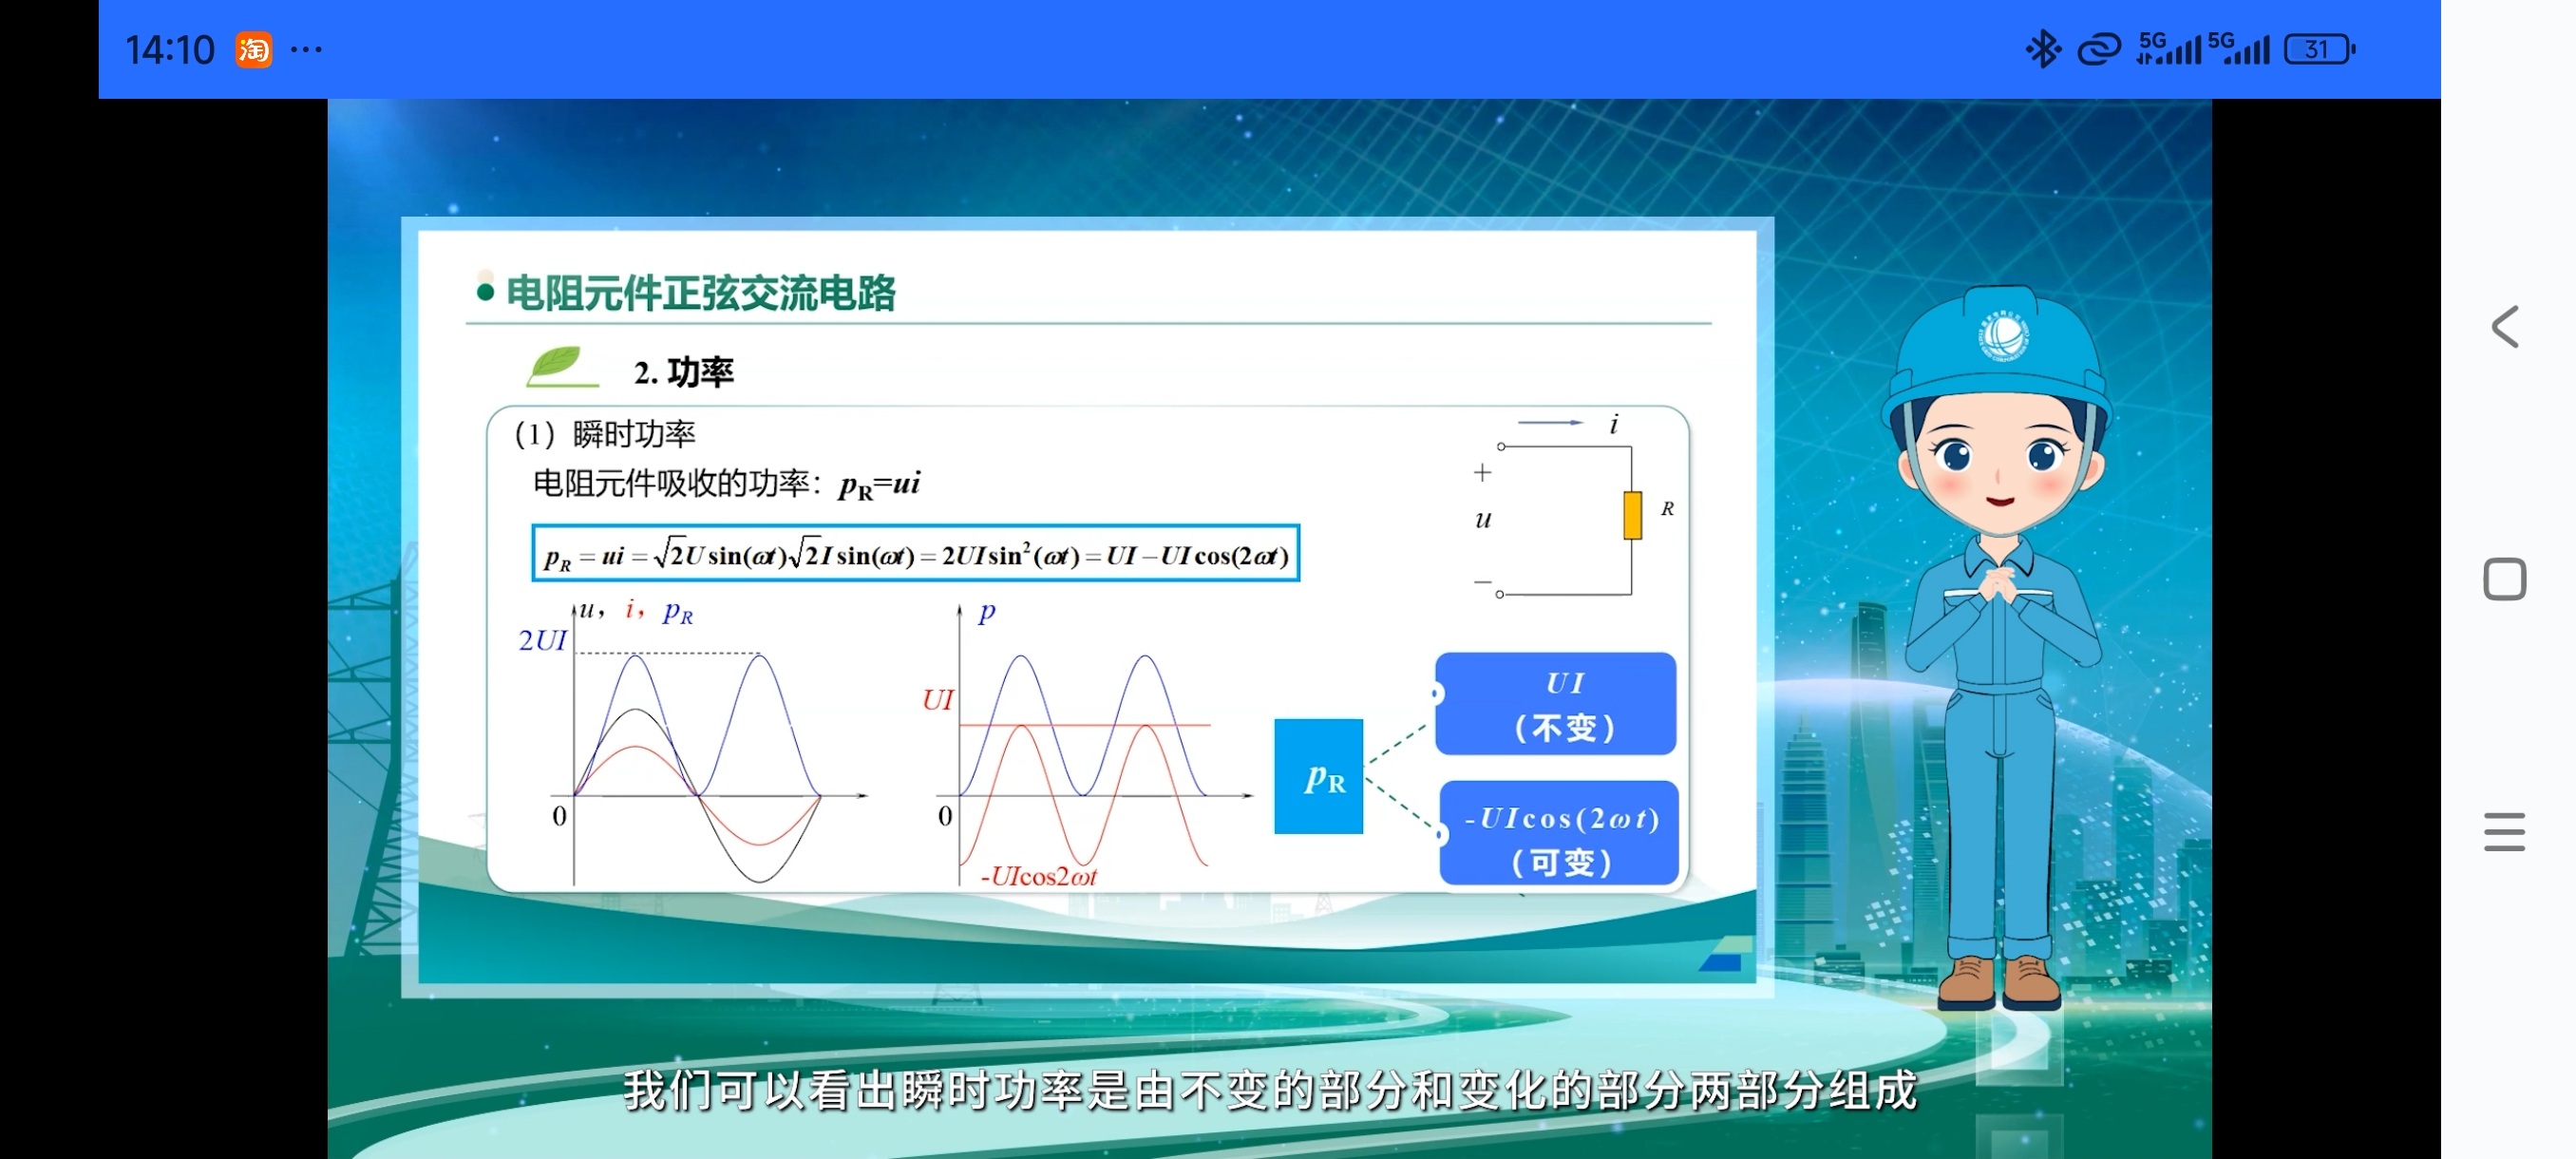 14:10 淘 ···
5G 5G 31
电阻元件正弦交流电路
2. 功率
（1）瞬时功率
电阻元件吸收的功率：pR=ui
pR = ui = √2U sin(ωt)√2I sin(ωt) = 2UI sin²(ωt) = UI − UI cos(2ωt)
i
+
u
R
−
u， i， pR
2UI
0
p
UI
0
-UIcos2ωt
pR
UI
（不变）
-UIcos(2ωt)
（可变）
我们可以看出瞬时功率是由不变的部分和变化的部分两部分组成